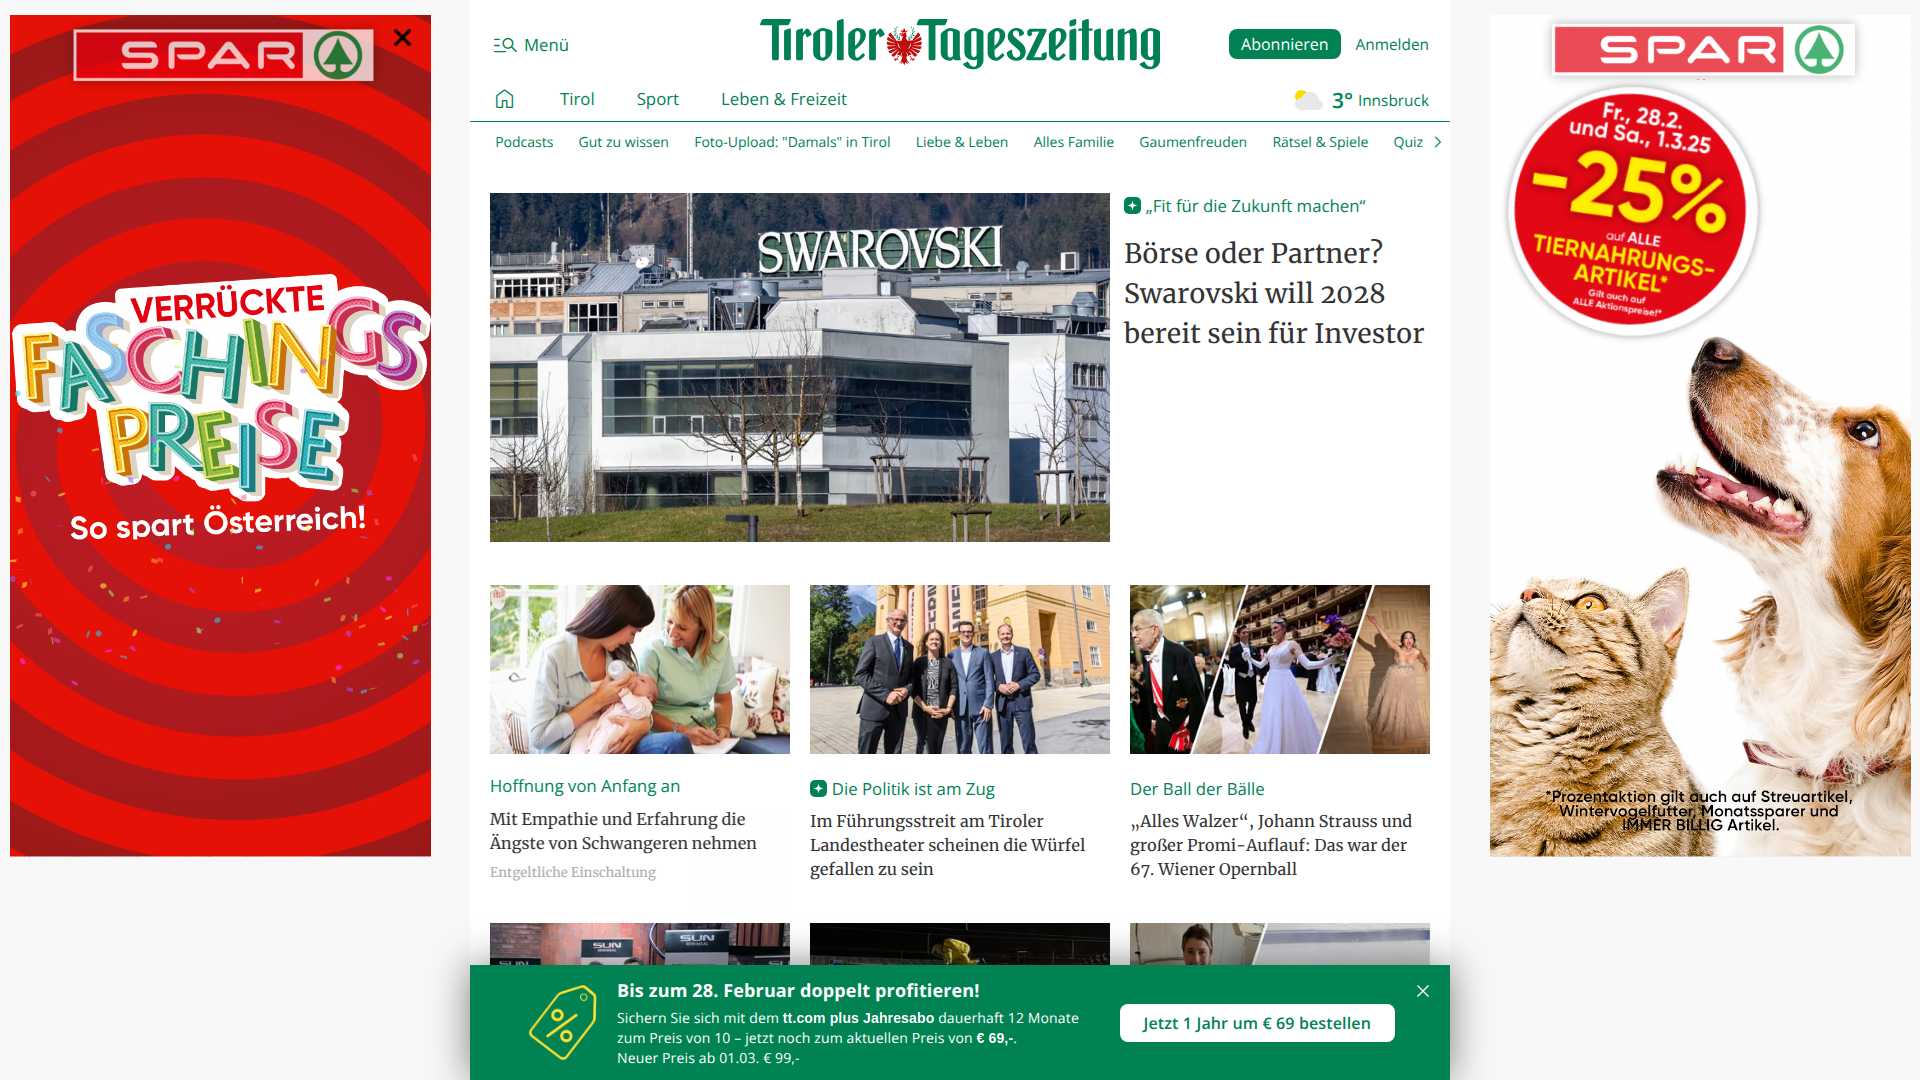 SPAR
VERRÜCKTE
FASCHINGS
PREISE
So spart Österreich!
Menü
Tiroler Tageszeitung
Abonnieren
Anmelden
Tirol
Sport
Leben & Freizeit
3° Innsbruck
Podcasts
Gut zu wissen
Foto-Upload: "Damals" in Tirol
Liebe & Leben
Alles Familie
Gaumenfreuden
Rätsel & Spiele
Quiz
SWAROVSKI
„Fit für die Zukunft machen“
Börse oder Partner?
Swarovski will 2028
bereit sein für Investor
Hoffnung von Anfang an
Mit Empathie und Erfahrung die
Ängste von Schwangeren nehmen
Entgeltliche Einschaltung
Die Politik ist am Zug
Im Führungsstreit am Tiroler
Landestheater scheinen die Würfel
gefallen zu sein
Der Ball der Bälle
„Alles Walzer“, Johann Strauss und
großer Promi-Auflauf: Das war der
67. Wiener Opernball
SUN
SUN
SUN
Bis zum 28. Februar doppelt profitieren!
Sichern Sie sich mit dem tt.com plus Jahresabo dauerhaft 12 Monate
zum Preis von 10 – jetzt noch zum aktuellen Preis von € 69,-.
Neuer Preis ab 01.03. € 99,-
Jetzt 1 Jahr um € 69 bestellen
SPAR
Fr., 28.2.
und Sa., 1.3.25
-25%
auf ALLE
TIERNAHRUNGS-
ARTIKEL*
Gilt auch auf
ALLE Aktionspreise!*
*Prozentaktion gilt auch auf Streuartikel,
Wintervogelfutter, Monatssparer und
IMMER BILLIG Artikel.